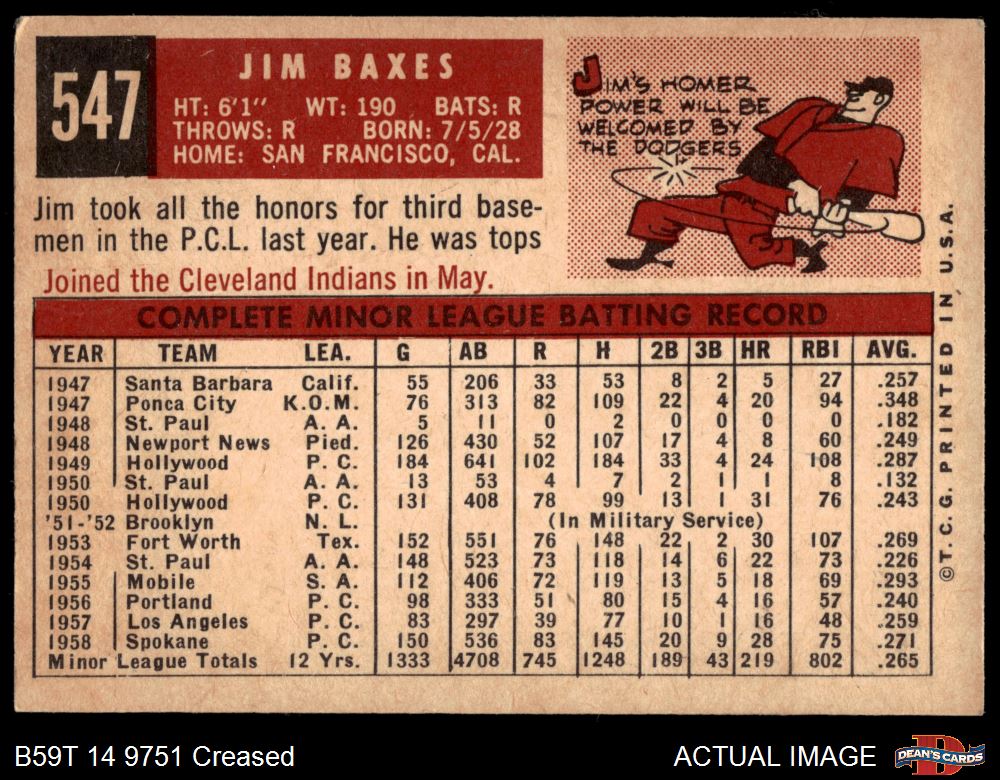 547
JIM BAXES
HT: 6'1" WT: 190 BATS: R
THROWS: R BORN: 7/5/28
HOME: SAN FRANCISCO, CAL.
JIM'S HOMER
POWER WILL BE
WELCOMED BY
THE DODGERS
Jim took all the honors for third base-
men in the P.C.L. last year. He was tops
Joined the Cleveland Indians in May.
COMPLETE MINOR LEAGUE BATTING RECORD
YEAR TEAM LEA. G AB R H 2B 3B HR RBI AVG.
1947 Santa Barbara Calif. 55 206 33 53 8 2 5 27 .257
1947 Ponca City K.O.M. 76 313 82 109 22 4 20 94 .348
1948 St. Paul A. A. 5 11 0 2 0 0 0 0 .182
1948 Newport News Pied. 126 430 52 107 17 4 8 60 .249
1949 Hollywood P. C. 184 641 102 184 33 4 24 108 .287
1950 St. Paul A. A. 13 53 4 7 2 1 1 8 .132
1950 Hollywood P. C. 131 408 78 99 13 1 31 76 .243
'51-'52 Brooklyn N. L. (In Military Service)
1953 Fort Worth Tex. 152 551 76 148 22 2 30 107 .269
1954 St. Paul A. A. 148 523 73 118 14 6 22 73 .226
1955 Mobile S. A. 112 406 72 119 13 5 18 69 .293
1956 Portland P. C. 98 333 51 80 15 4 16 57 .240
1957 Los Angeles P. C. 83 297 39 77 10 1 16 48 .259
1958 Spokane P. C. 150 536 83 145 20 9 28 75 .271
Minor League Totals 12 Yrs. 1333 4708 745 1248 189 43 219 802 .265
©T. C. G. PRINTED IN U.S.A.
B59T 14 9751 Creased
ACTUAL IMAGE
DEAN'S CARDS